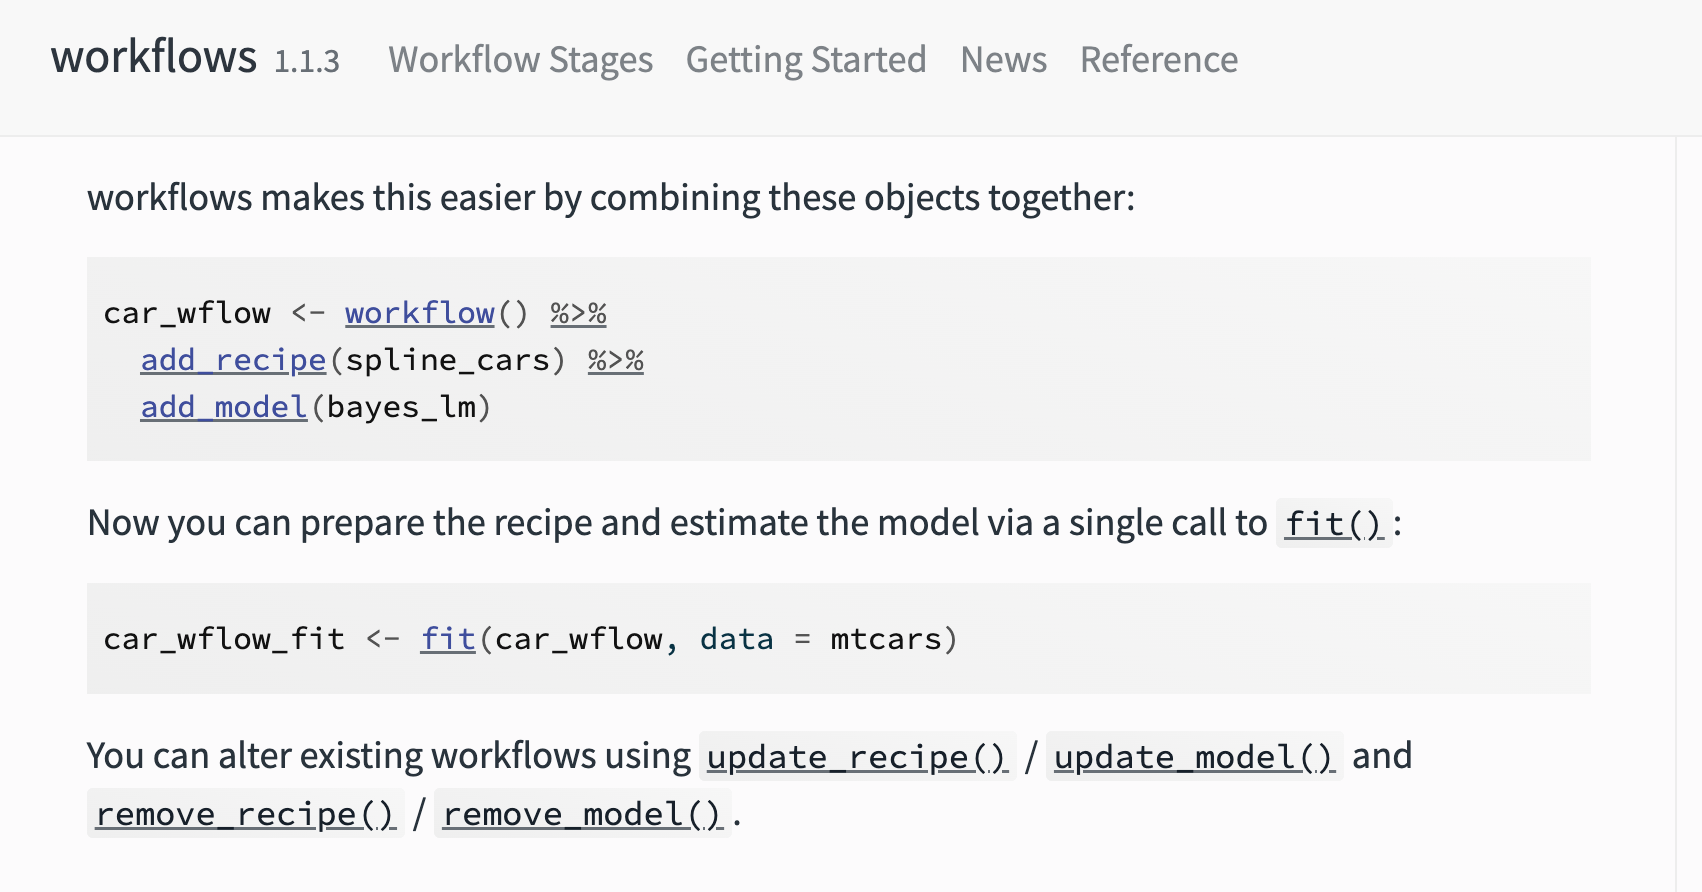 workflows 1.1.3 Workflow Stages Getting Started News Reference
workflows makes this easier by combining these objects together:
car_wflow <- workflow() %>%
  add_recipe(spline_cars) %>%
  add_model(bayes_lm)
Now you can prepare the recipe and estimate the model via a single call to fit():
car_wflow_fit <- fit(car_wflow, data = mtcars)
You can alter existing workflows using update_recipe() / update_model() and
remove_recipe() / remove_model().